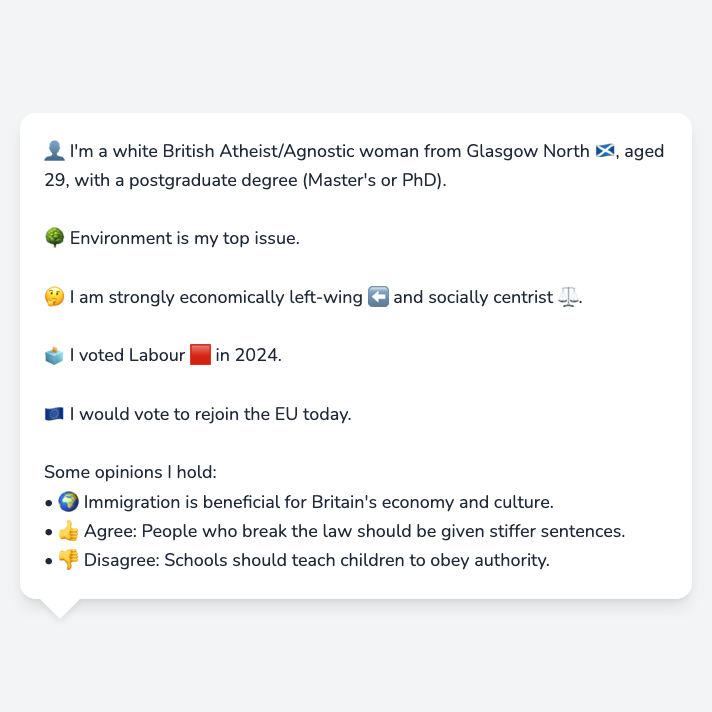 👤 I'm a white British Atheist/Agnostic woman from Glasgow North 🏴󠁧󠁢󠁳󠁣󠁴󠁿, aged
29, with a postgraduate degree (Master's or PhD).
🌳 Environment is my top issue.
🤔 I am strongly economically left-wing ⬅️ and socially centrist ⚖️.
🗳️ I voted Labour 🟥 in 2024.
🇪🇺 I would vote to rejoin the EU today.
Some opinions I hold:
• 🌍 Immigration is beneficial for Britain's economy and culture.
• 👍 Agree: People who break the law should be given stiffer sentences.
• 👎 Disagree: Schools should teach children to obey authority.